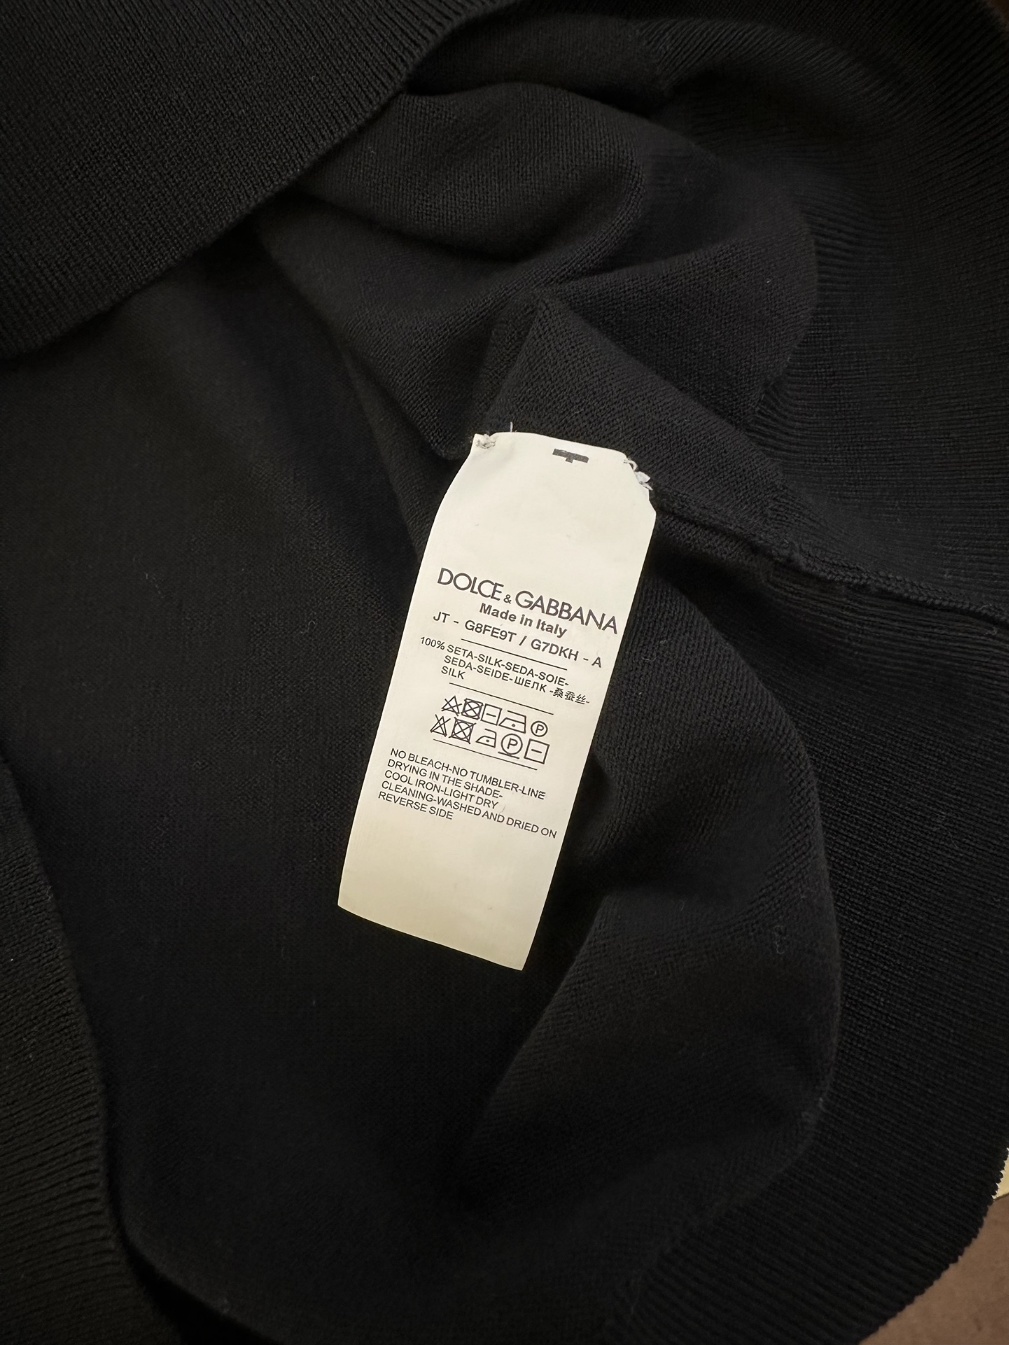 DOLCE & GABBANA
Made in Italy
JT - G8FE9T / G7DKH - A
100% SETA-SILK-SEDA-SOIE-
SEDA-SEIDE-ШЕЛК-桑蚕丝-
SILK
P
P
NO BLEACH-NO TUMBLER-LINE
DRYING IN THE SHADE-
COOL IRON-LIGHT DRY
CLEANING-WASHED AND DRIED ON
REVERSE SIDE